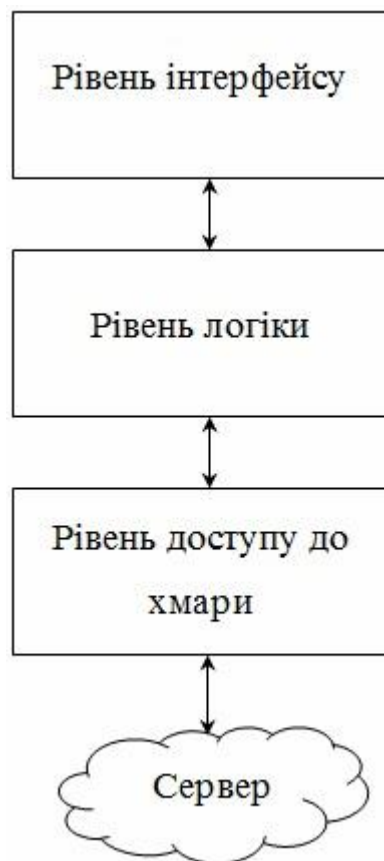 Рівень інтерфейсу
Рівень логіки
Рівень доступу до
хмари
Сервер